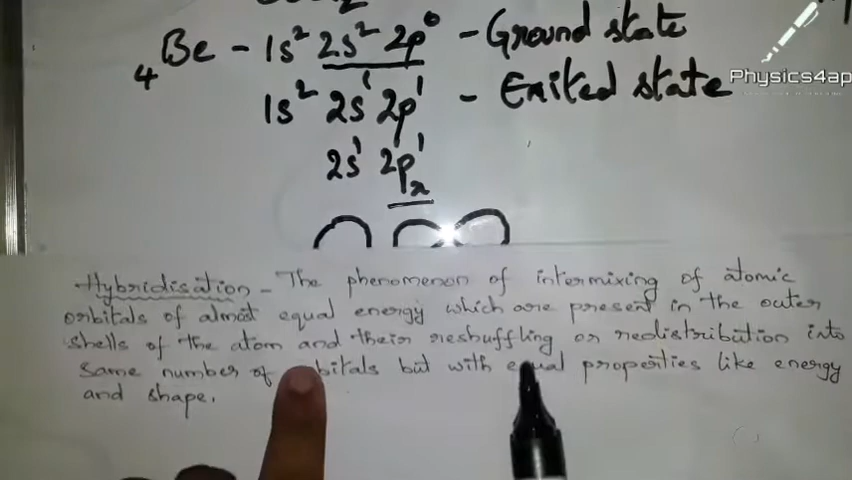 ₄Be - 1s² 2s² 2p⁰ - Ground state
1s² 2s¹ 2p¹ - Exited state
2s¹ 2pₓ¹
Physics4ap
Hybridisation - The phenomenon of intermixing of atomic
orbitals of almost equal energy which are present in the outer
shells of the atom and their reshuffling or redistribution into
same number of orbitals but with equal properties like energy
and shape.